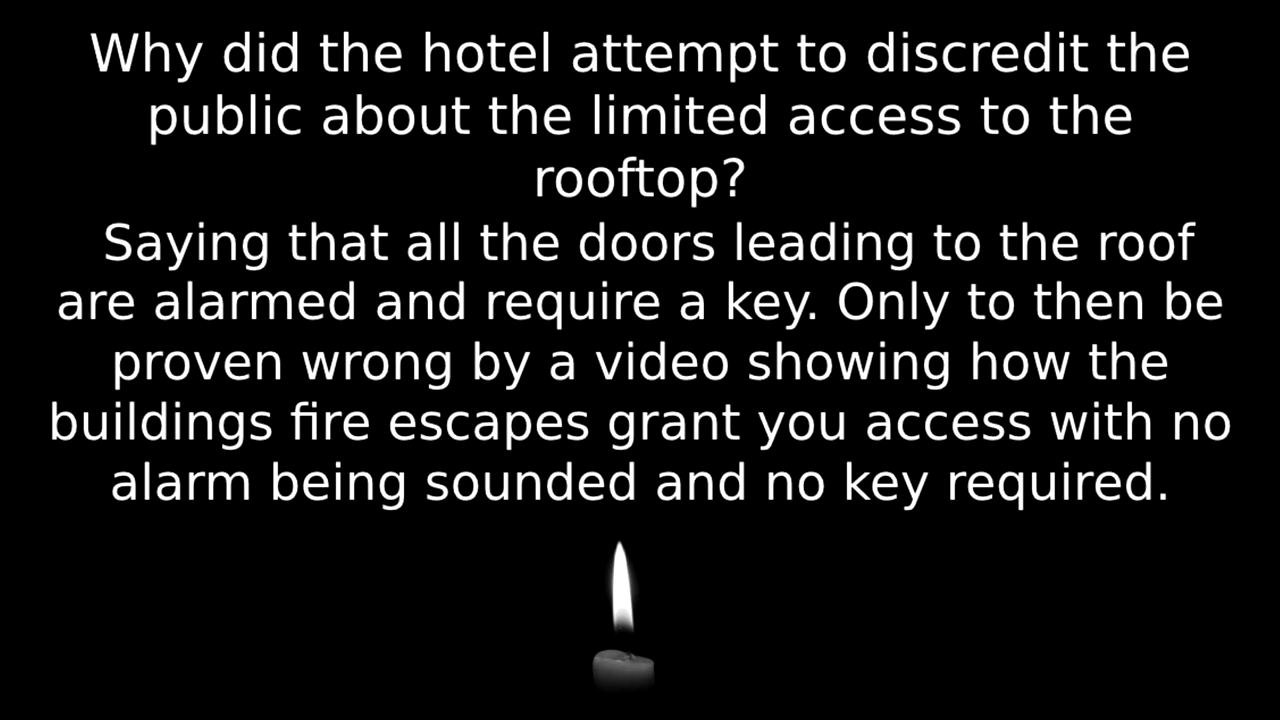 Why did the hotel attempt to discredit the
public about the limited access to the
rooftop?
Saying that all the doors leading to the roof
are alarmed and require a key. Only to then be
proven wrong by a video showing how the
buildings fire escapes grant you access with no
alarm being sounded and no key required.